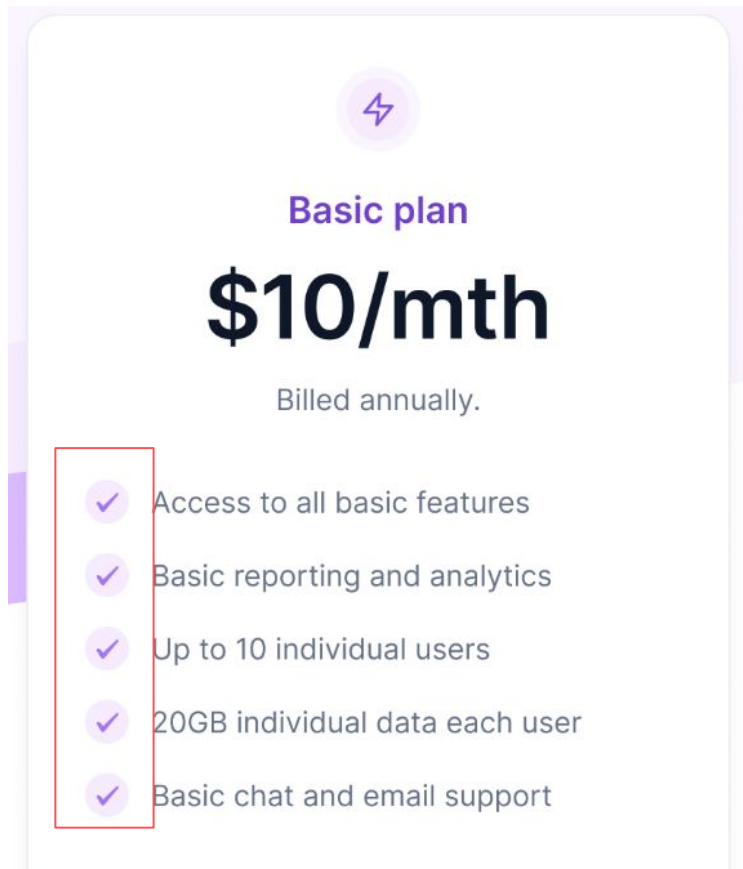 Basic plan
$10/mth
Billed annually.
Access to all basic features
Basic reporting and analytics
Up to 10 individual users
20GB individual data each user
Basic chat and email support